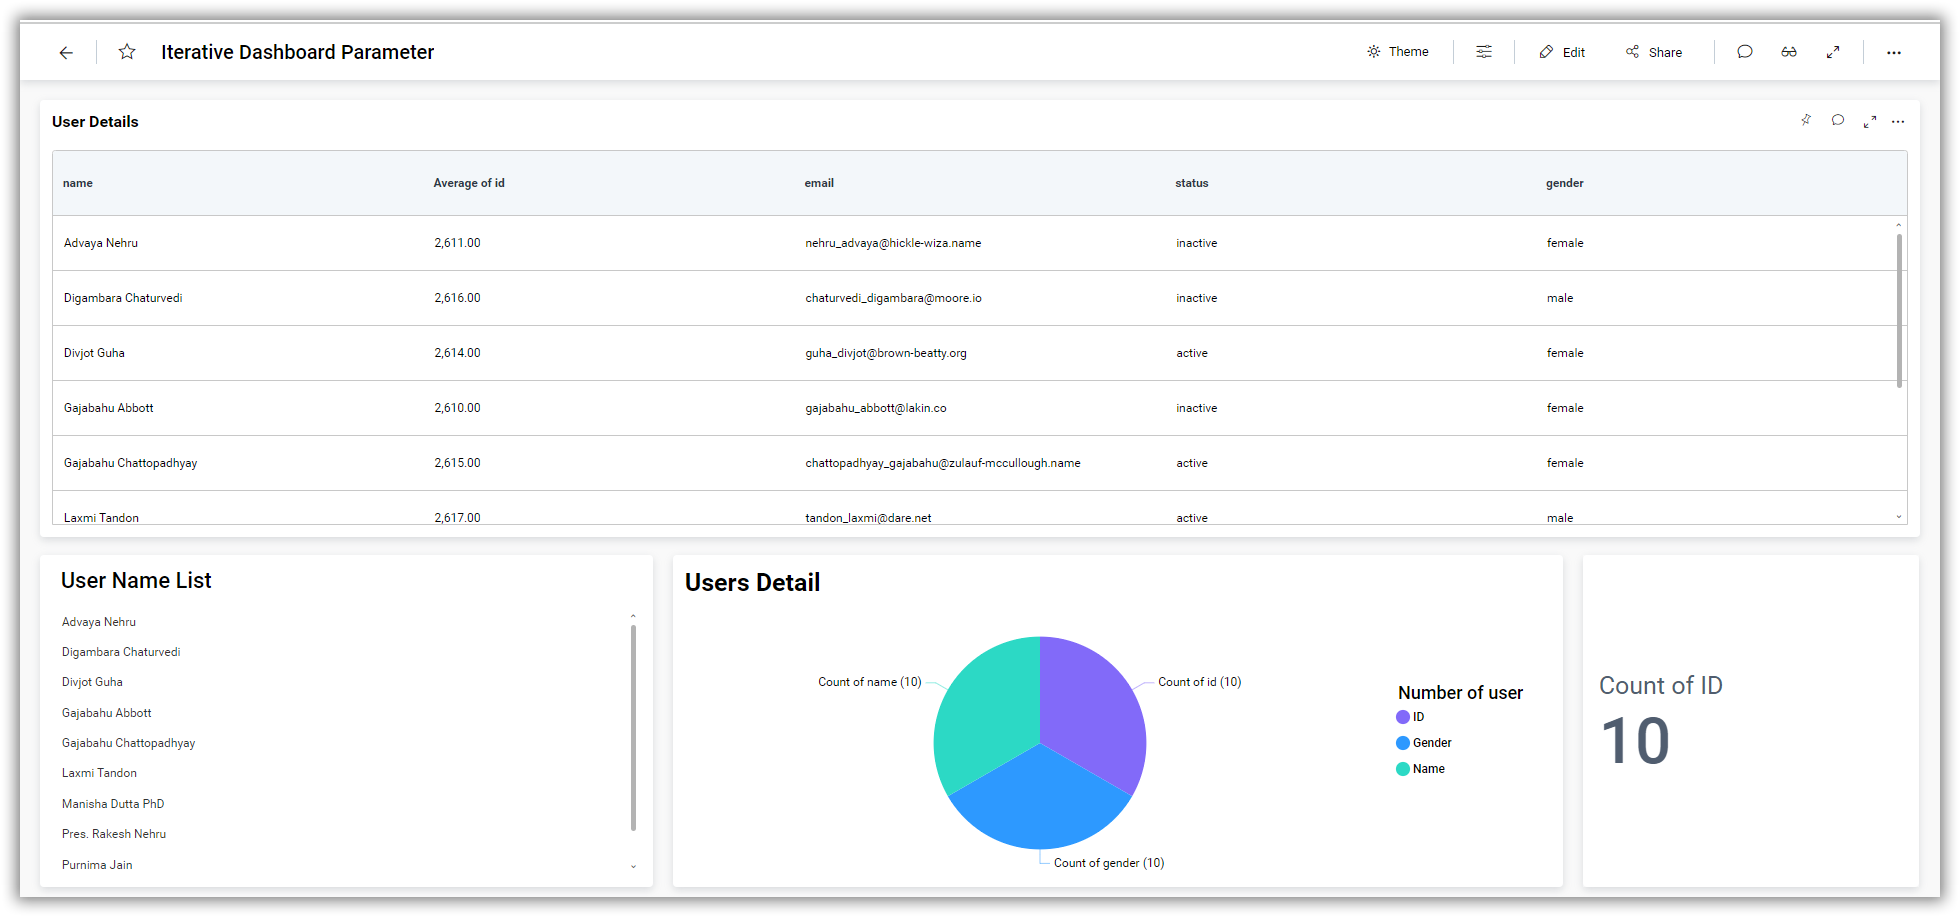 Iterative Dashboard Parameter Theme Edit Share
User Details
name Average of id email status gender
Advaya Nehru 2,611.00 nehru_advaya@hickle-wiza.name inactive female
Digambara Chaturvedi 2,616.00 chaturvedi_digambara@moore.io inactive male
Divjot Guha 2,614.00 guha_divjot@brown-beatty.org active female
Gajabahu Abbott 2,610.00 gajabahu_abbott@lakin.co inactive female
Gajabahu Chattopadhyay 2,615.00 chattopadhyay_gajabahu@zulauf-mccullough.name active female
Laxmi Tandon 2,617.00 tandon_laxmi@dare.net active male
User Name List
Advaya Nehru
Digambara Chaturvedi
Divjot Guha
Gajabahu Abbott
Gajabahu Chattopadhyay
Laxmi Tandon
Manisha Dutta PhD
Pres. Rakesh Nehru
Purnima Jain
Users Detail
Count of name (10)
Count of id (10)
Count of gender (10)
Number of user
ID
Gender
Name
Count of ID
10